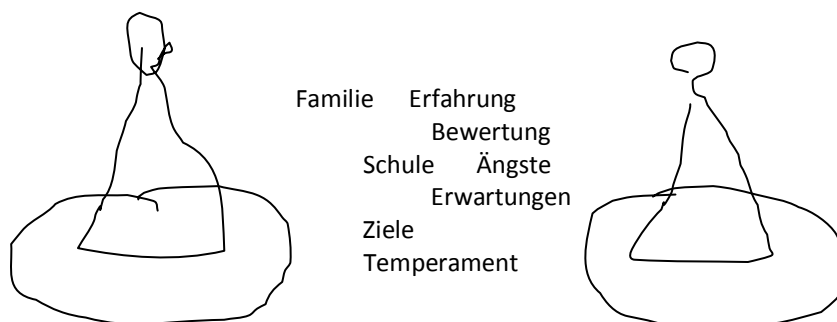 Familie Erfahrung
Bewertung
Schule Ängste
Erwartungen
Ziele
Temperament